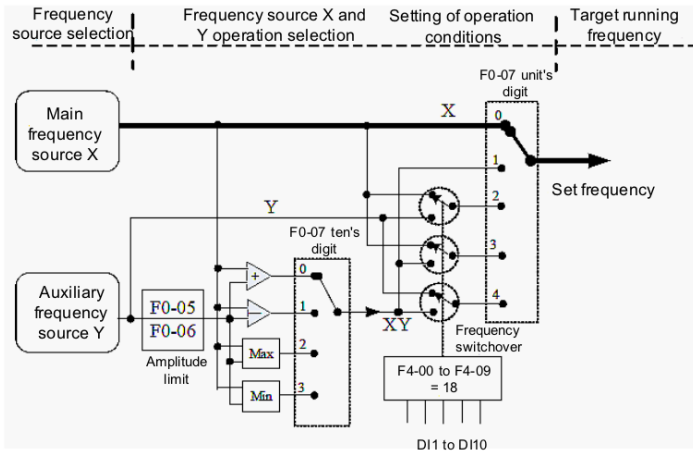 Frequency
source selection
Frequency source X and
Y operation selection
Setting of operation
conditions
Target running
frequency
F0-07 unit's
digit
Main
frequency
source X
X
0
1
2
3
4
Set frequency
Y
F0-07 ten's
digit
Auxiliary
frequency
source Y
F0-05
F0-06
Amplitude
limit
+
−
Max
Min
0
1
2
3
XY
Frequency
switchover
F4-00 to F4-09
= 18
DI1 to DI10